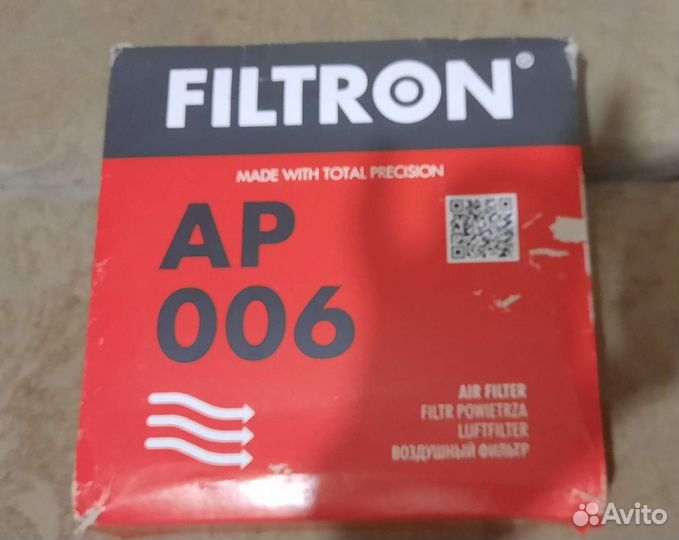 FILTRON®
MADE WITH TOTAL PRECISION
AP
006
AIR FILTER
FILTR POWIETRZA
LUFTFILTER
ВОЗДУШНЫЙ ФИЛЬТР
Avito